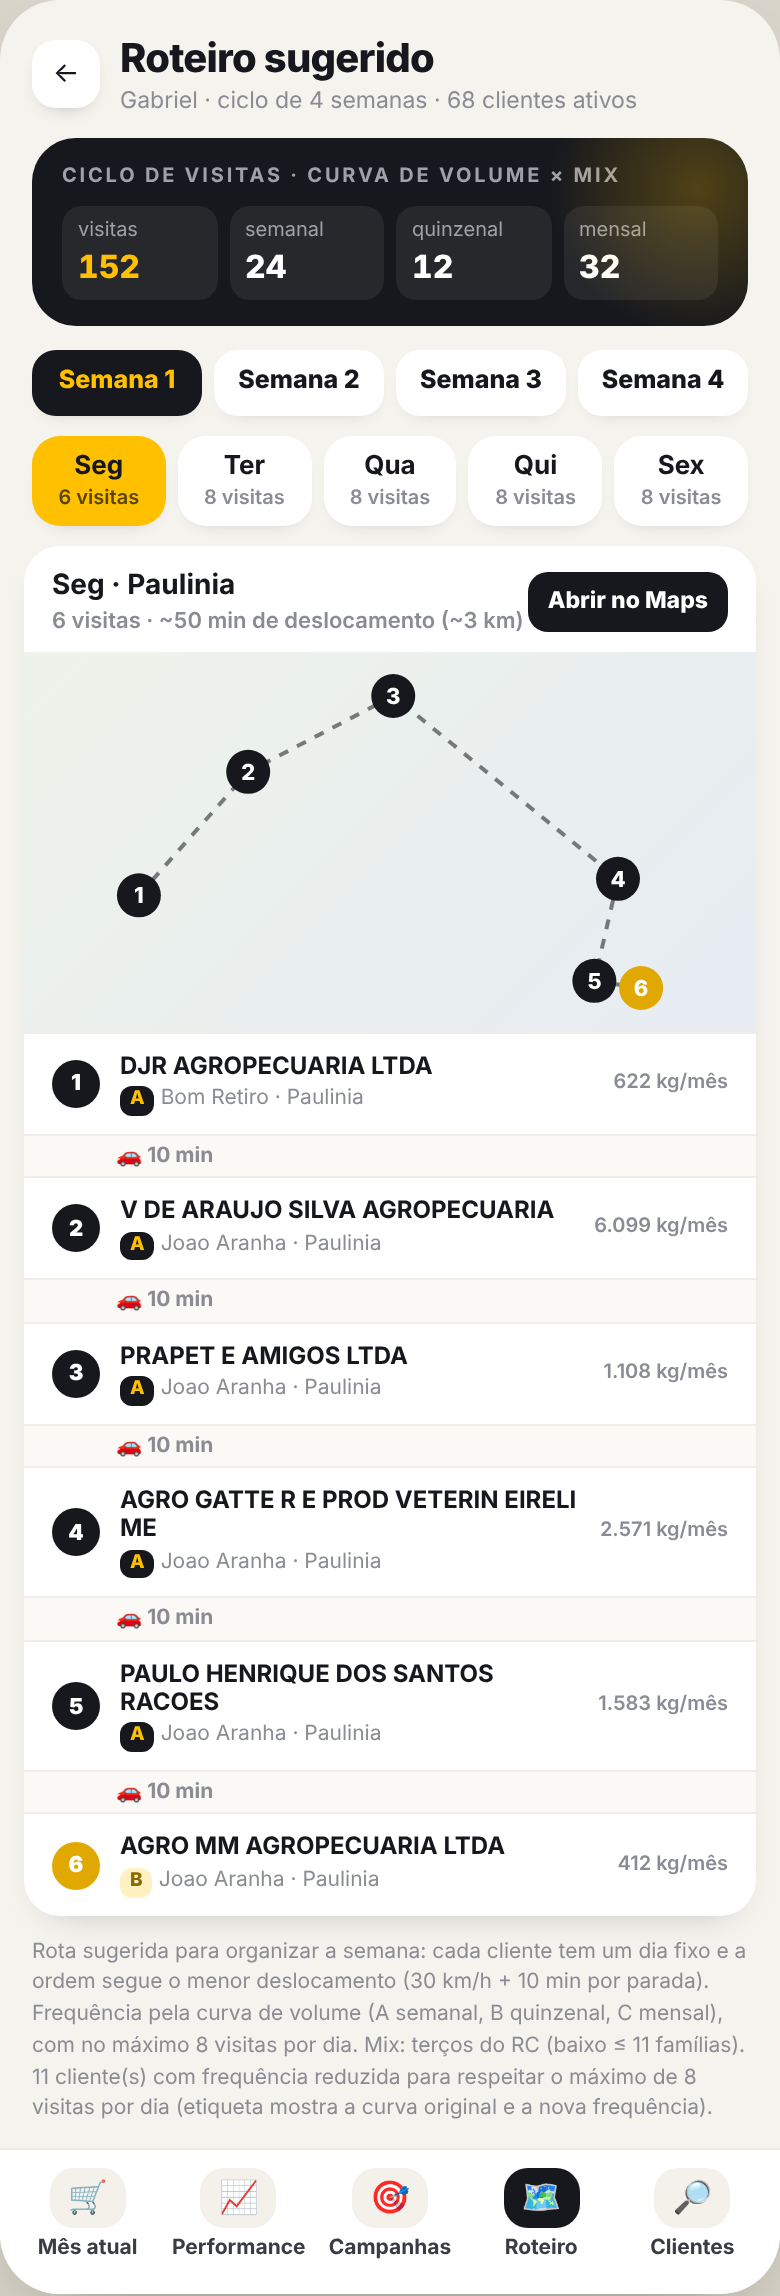 ←
Roteiro sugerido
Gabriel · ciclo de 4 semanas · 68 clientes ativos
CICLO DE VISITAS · CURVA DE VOLUME × MIX
visitas semanal quinzenal mensal
152 24 12 32
Semana 1 Semana 2 Semana 3 Semana 4
Seg Ter Qua Qui Sex
6 visitas 8 visitas 8 visitas 8 visitas 8 visitas
Seg · Paulinia
6 visitas · ~50 min de deslocamento (~3 km)
Abrir no Maps
3
2
4
1
5 6
1 DJR AGROPECUARIA LTDA 622 kg/mês
A Bom Retiro · Paulinia
10 min
2 V DE ARAUJO SILVA AGROPECUARIA 6.099 kg/mês
A Joao Aranha · Paulinia
10 min
3 PRAPET E AMIGOS LTDA 1.108 kg/mês
A Joao Aranha · Paulinia
10 min
4 AGRO GATTE R E PROD VETERIN EIRELI
ME 2.571 kg/mês
A Joao Aranha · Paulinia
10 min
5 PAULO HENRIQUE DOS SANTOS
RACOES 1.583 kg/mês
A Joao Aranha · Paulinia
10 min
6 AGRO MM AGROPECUARIA LTDA 412 kg/mês
B Joao Aranha · Paulinia
Rota sugerida para organizar a semana: cada cliente tem um dia fixo e a
ordem segue o menor deslocamento (30 km/h + 10 min por parada).
Frequência pela curva de volume (A semanal, B quinzenal, C mensal),
com no máximo 8 visitas por dia. Mix: terços do RC (baixo ≤ 11 famílias).
11 cliente(s) com frequência reduzida para respeitar o máximo de 8
visitas por dia (etiqueta mostra a curva original e a nova frequência).
Mês atual Performance Campanhas Roteiro Clientes